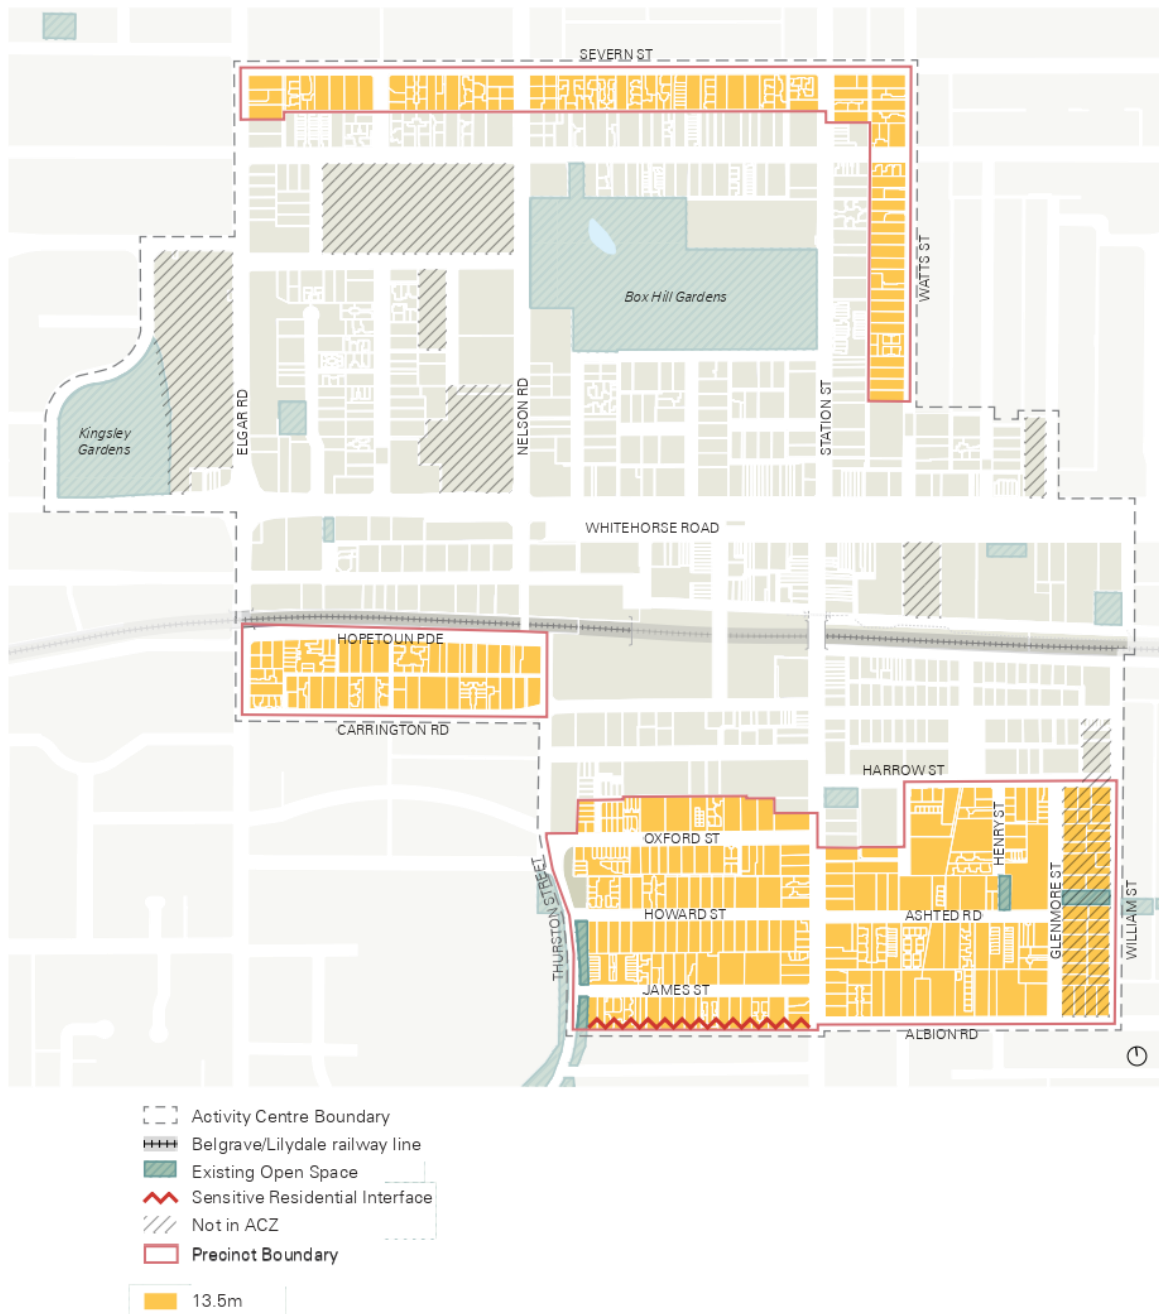 SEVERN ST
WATTS ST
Box Hill Gardens
ELGAR RD
NELSON RD
STATION ST
Kingsley
Gardens
WHITEHORSE ROAD
HOPETOUN PDE
CARRINGTON RD
HARROW ST
OXFORD ST
HENRY ST
THURSTON STREET
HOWARD ST
ASHTED RD
GLENMORE ST
WILLIAM ST
JAMES ST
ALBION RD
Activity Centre Boundary
Belgrave/Lilydale railway line
Existing Open Space
Sensitive Residential Interface
Not in ACZ
Precinct Boundary
13.5m